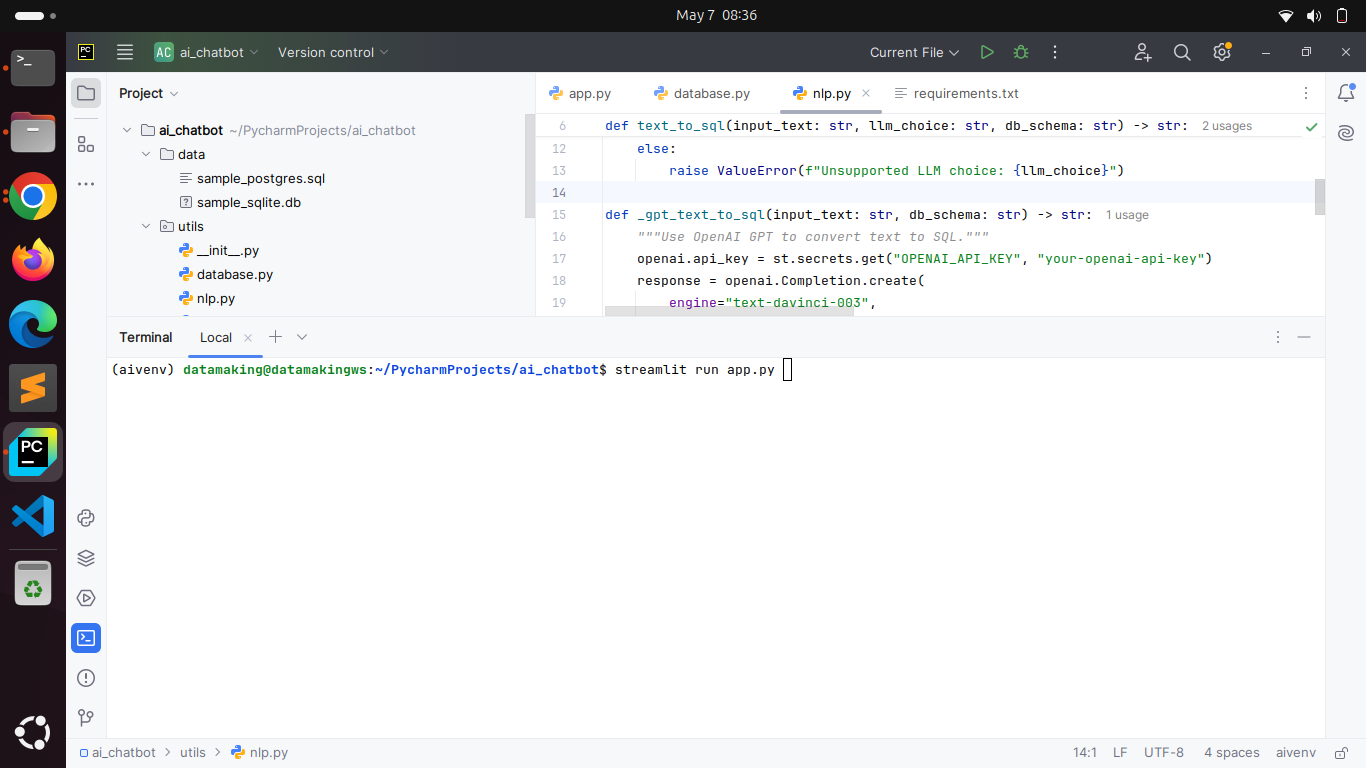 May 7 08:36
PC
AC ai_chatbot Version control
Current File
Project
app.py database.py nlp.py requirements.txt
ai_chatbot ~/PycharmProjects/ai_chatbot
data
sample_postgres.sql
sample_sqlite.db
utils
__init__.py
database.py
nlp.py
6 def text_to_sql(input_text: str, llm_choice: str, db_schema: str) -> str: 2 usages
12 else:
13 raise ValueError(f"Unsupported LLM choice: {llm_choice}")
14
15 def _gpt_text_to_sql(input_text: str, db_schema: str) -> str: 1 usage
16 """Use OpenAI GPT to convert text to SQL."""
17 openai.api_key = st.secrets.get("OPENAI_API_KEY", "your-openai-api-key")
18 response = openai.Completion.create(
19 engine="text-davinci-003",
Terminal Local
(aivenv) datamaking@datamakingws:~/PycharmProjects/ai_chatbot$ streamlit run app.py
PC
ai_chatbot > utils > nlp.py
14:1 LF UTF-8 4 spaces aivenv